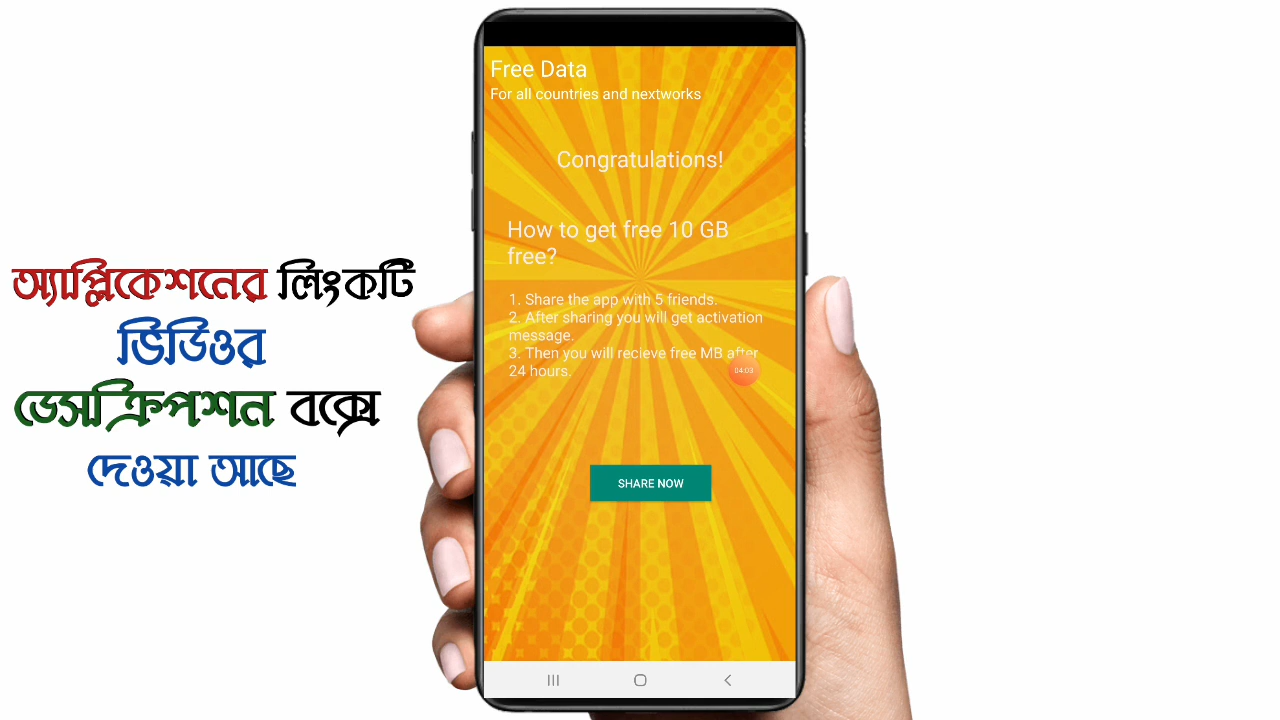 অ্যাপ্লিকেশনের লিংকটি
ভিডিওর
ডেসক্রিপশন বক্সে
দেওয়া আছে
Free Data
For all countries and nextworks
Congratulations!
How to get free 10 GB
free?
1. Share the app with 5 friends.
2. After sharing you will get activation
message.
3. Then you will recieve free MB after
24 hours.
04:03
SHARE NOW